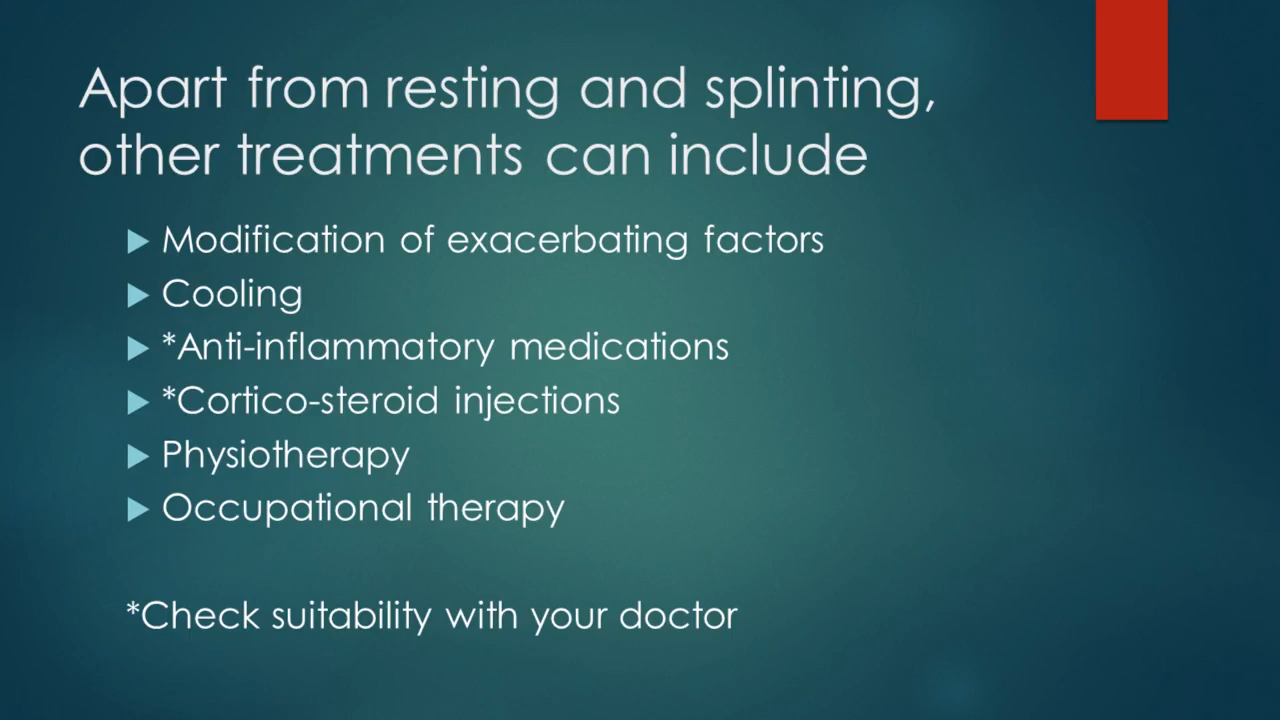 Apart from resting and splinting,
other treatments can include
Modification of exacerbating factors
Cooling
*Anti-inflammatory medications
*Cortico-steroid injections
Physiotherapy
Occupational therapy
*Check suitability with your doctor